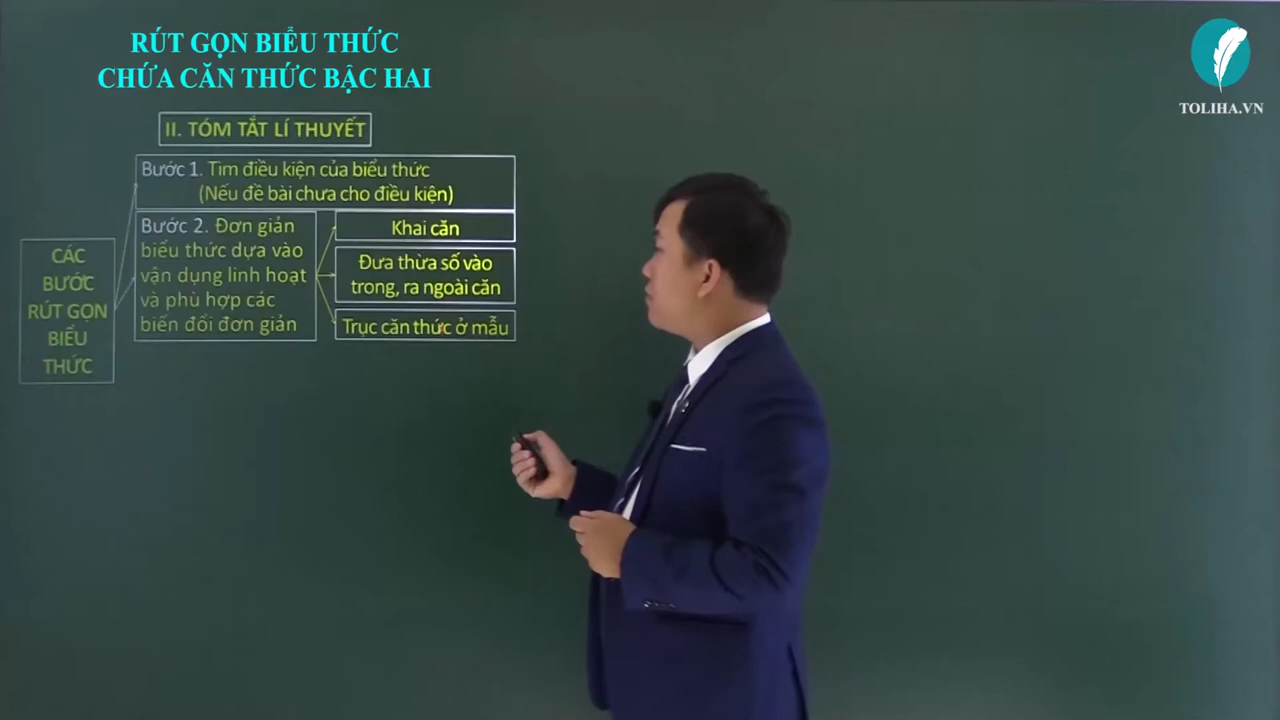 RÚT GỌN BIỂU THỨC
CHỨA CĂN THỨC BẬC HAI
TOLIHA.VN
II. TÓM TẮT LÍ THUYẾT
Bước 1. Tìm điều kiện của biểu thức
(Nếu đề bài chưa cho điều kiện)
Bước 2. Đơn giản
biểu thức dựa vào
vận dụng linh hoạt
và phù hợp các
biến đổi đơn giản
Khai căn
Đưa thừa số vào
trong, ra ngoài căn
Trục căn thức ở mẫu
CÁC
BƯỚC
RÚT GỌN
BIỂU
THỨC